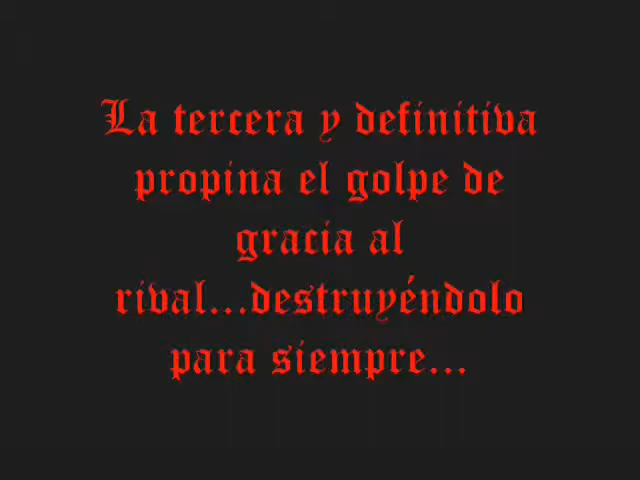 La tercera y definitiva
propina el golpe de
gracia al
rival...destruyéndolo
para siempre...